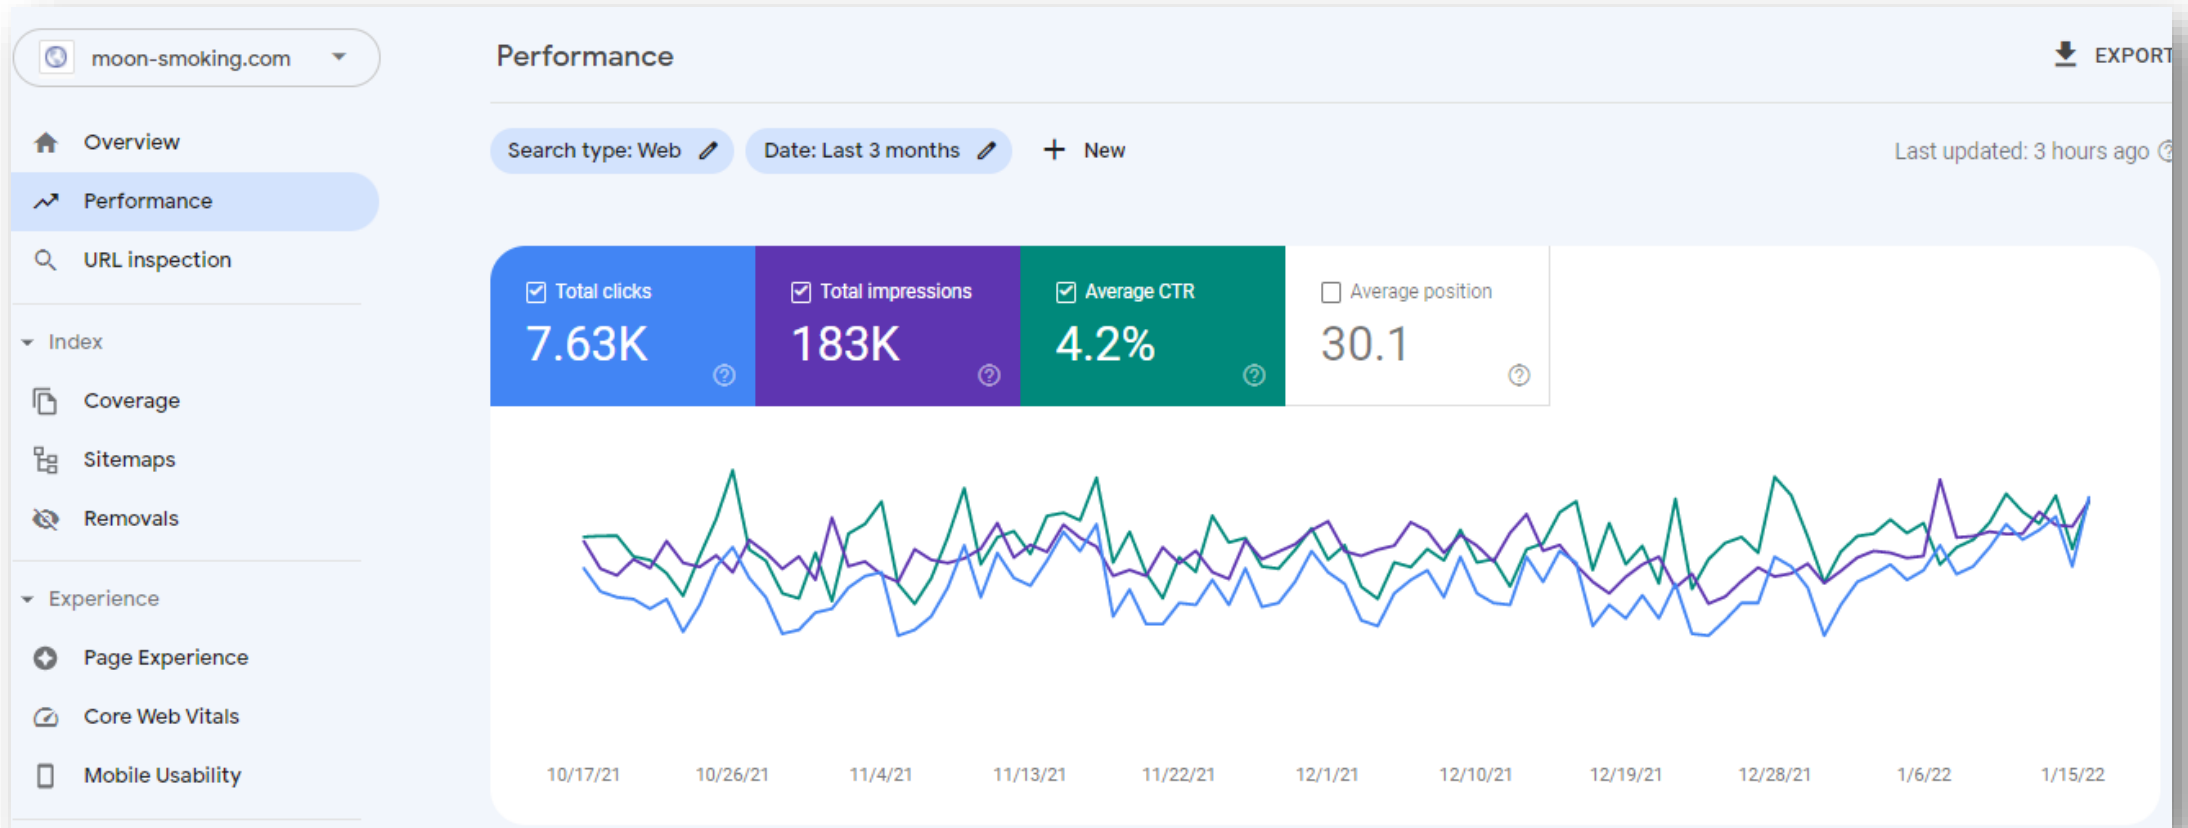 moon-smoking.com
Overview
Performance
URL inspection
Index
Coverage
Sitemaps
Removals
Experience
Page Experience
Core Web Vitals
Mobile Usability
Performance
EXPORT
Search type: Web
Date: Last 3 months
+ New
Last updated: 3 hours ago
Total clicks
7.63K
Total impressions
183K
Average CTR
4.2%
Average position
30.1
10/17/21 10/26/21 11/4/21 11/13/21 11/22/21 12/1/21 12/10/21 12/19/21 12/28/21 1/6/22 1/15/22